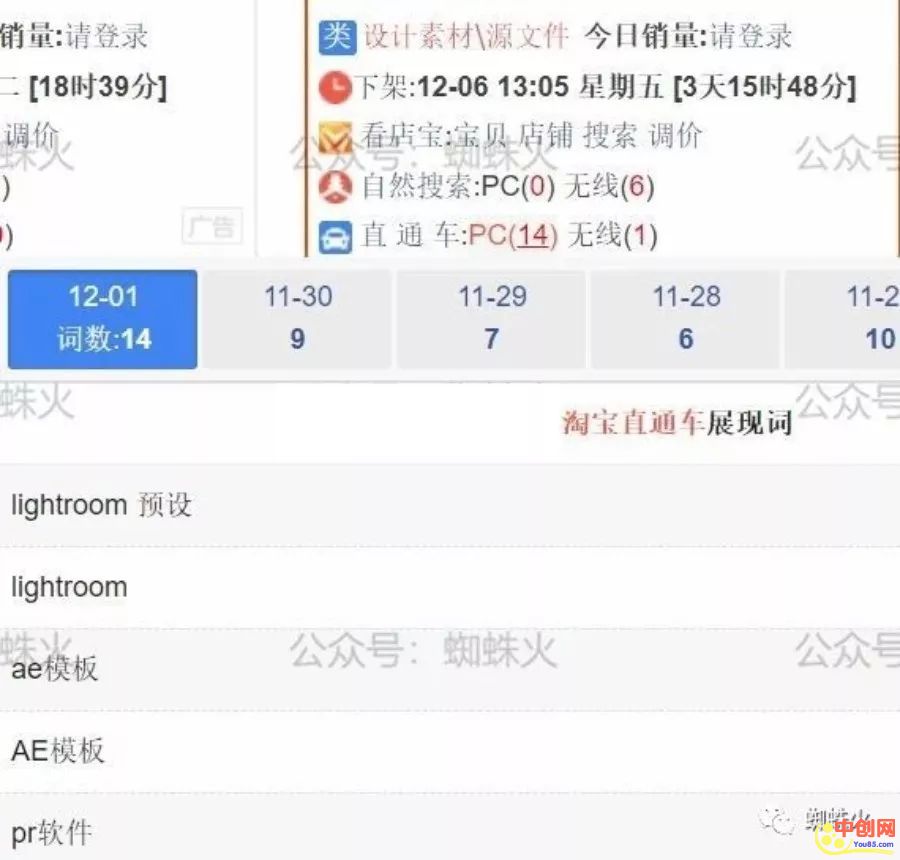 销量:请登录
二 [18时39分]
调价
)
)
广告
类 设计素材\源文件 今日销量:请登录
下架:12-06 13:05 星期五 [3天15时48分]
看店宝:宝贝 店铺 搜索 调价
自然搜索:PC(0) 无线(6)
直 通 车:PC(14) 无线(1)
蜘蛛火 公众号: 蜘蛛火 公众号
12-01 11-30 11-29 11-28 11-2
词数:14 9 7 6 10
蛛火 公众号
淘宝直通车展现词
lightroom 预设
lightroom
蛛火 公众号: 蜘蛛火 公众号
ae模板
AE模板
pr软件
蜘蛛火
中创网
You85.com